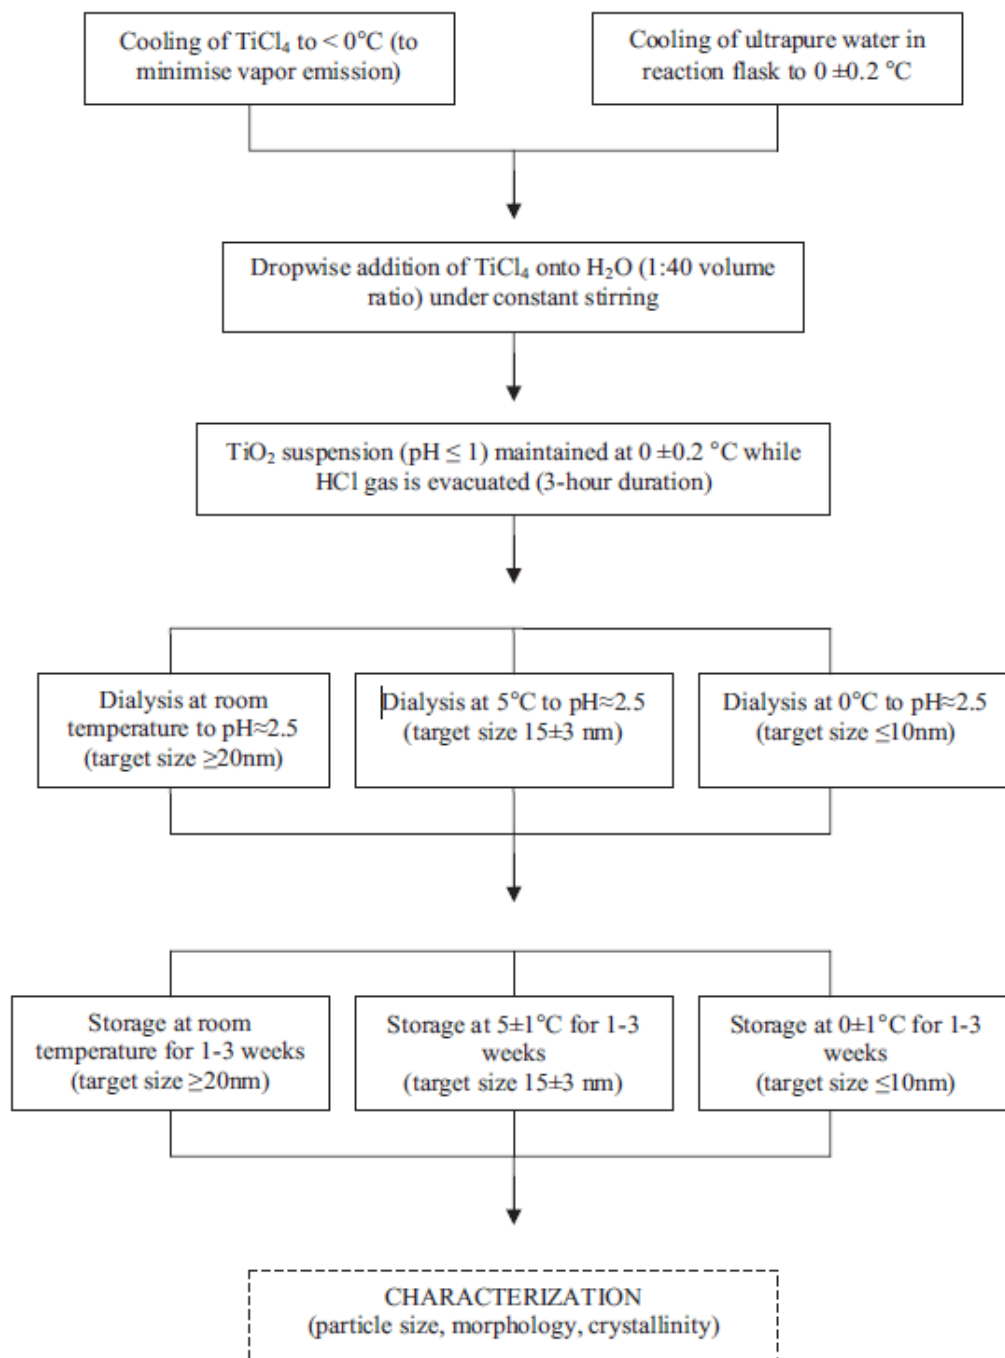 Cooling of TiCl₄ to < 0°C (to
minimise vapor emission)
Cooling of ultrapure water in
reaction flask to 0 ±0.2 °C
Dropwise addition of TiCl₄ onto H₂O (1:40 volume
ratio) under constant stirring
TiO₂ suspension (pH ≤ 1) maintained at 0 ±0.2 °C while
HCl gas is evacuated (3-hour duration)
Dialysis at room
temperature to pH≈2.5
(target size ≥20nm)
Dialysis at 5°C to pH≈2.5
(target size 15±3 nm)
Dialysis at 0°C to pH≈2.5
(target size ≤10nm)
Storage at room
temperature for 1-3 weeks
(target size ≥20nm)
Storage at 5±1°C for 1-3
weeks
(target size 15±3 nm)
Storage at 0±1°C for 1-3
weeks
(target size ≤10nm)
CHARACTERIZATION
(particle size, morphology, crystallinity)